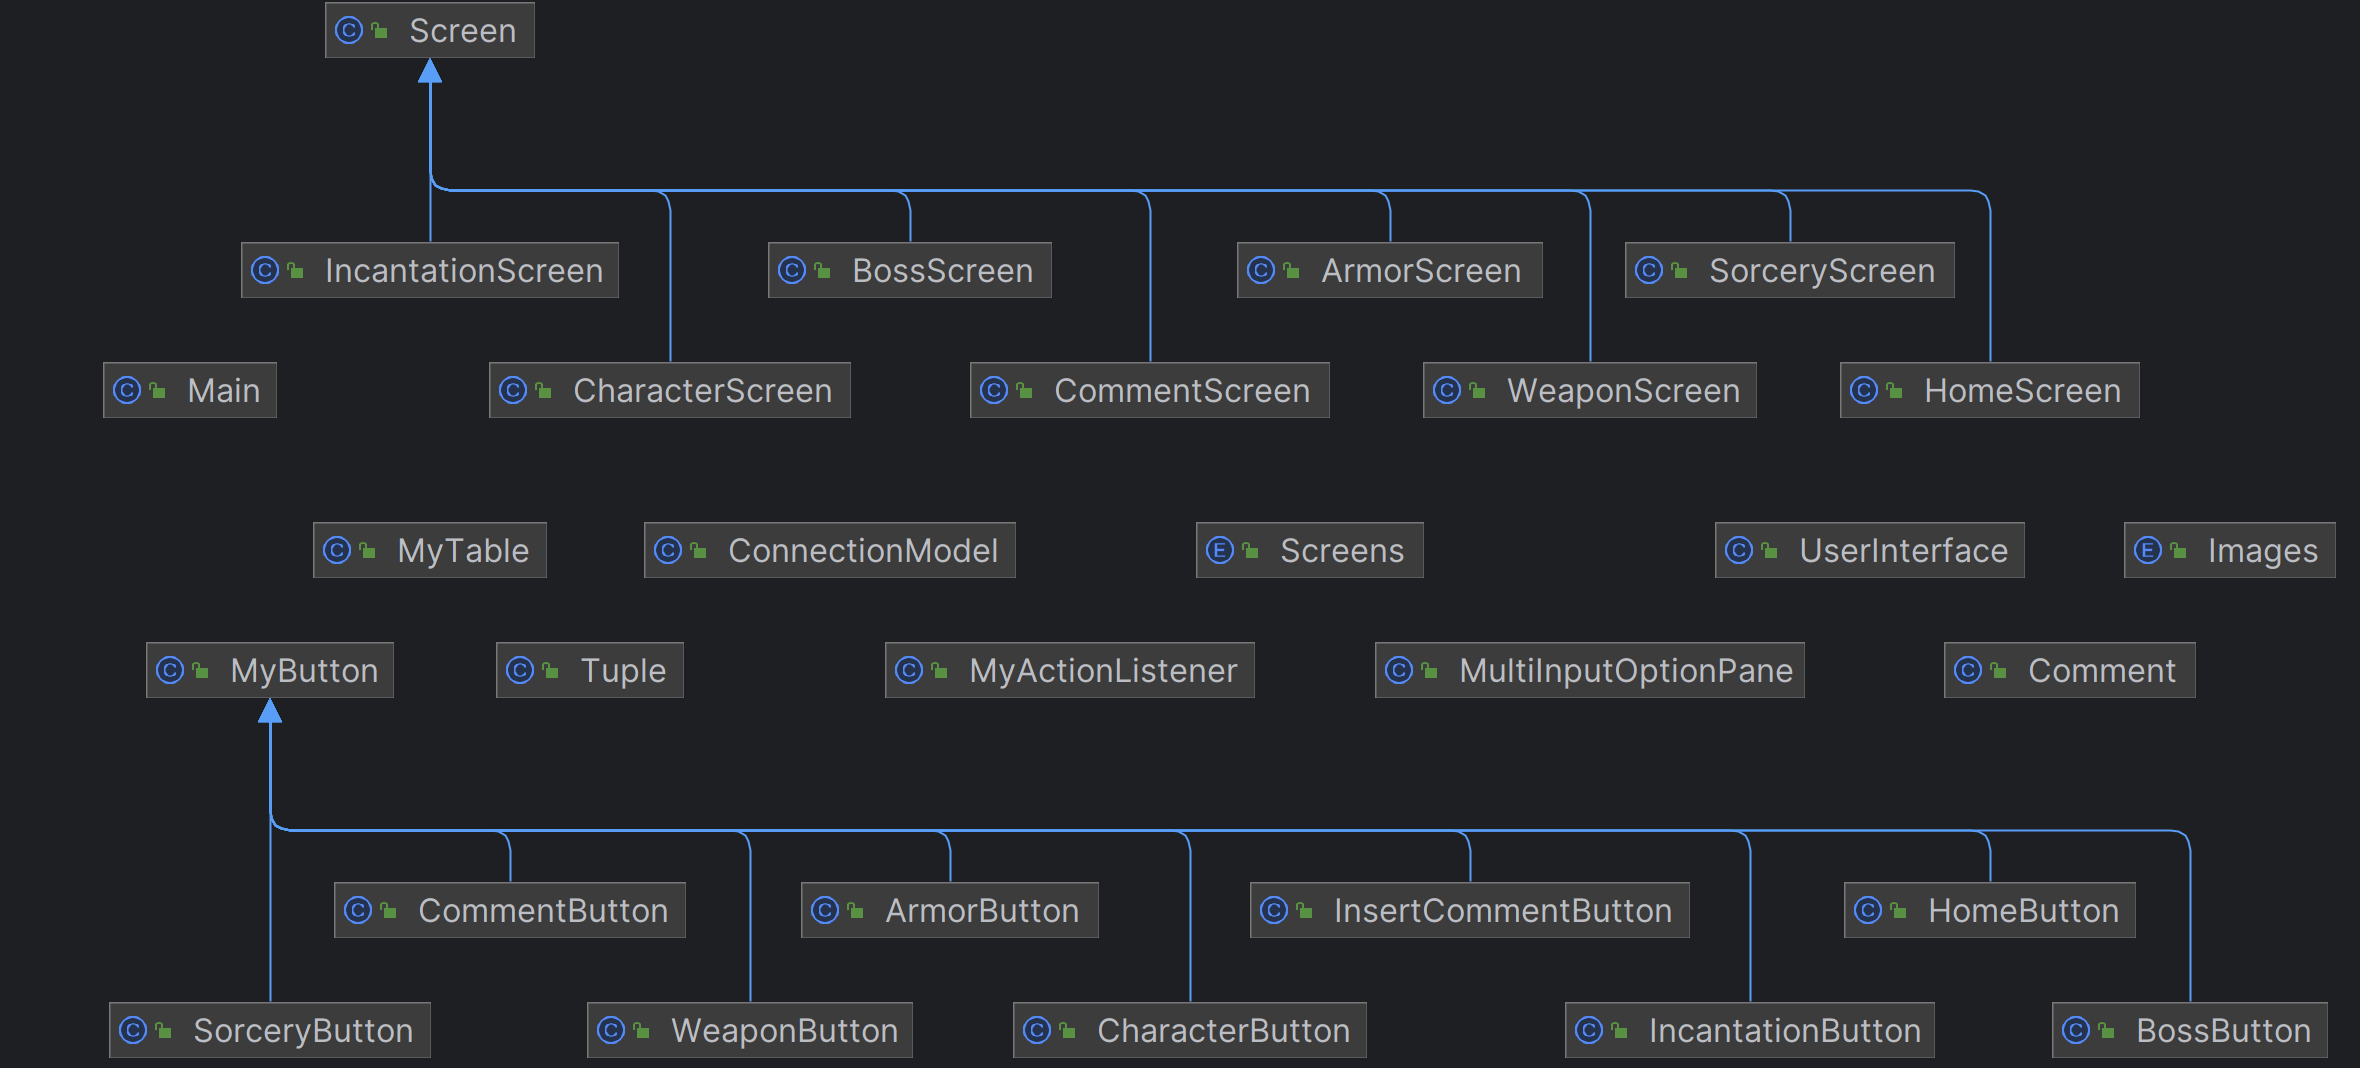 C Screen
C IncantationScreen
C BossScreen
C ArmorScreen
C SorceryScreen
C Main
C CharacterScreen
C CommentScreen
C WeaponScreen
C HomeScreen
C MyTable
C ConnectionModel
E Screens
C UserInterface
E Images
C MyButton
C Tuple
C MyActionListener
C MultiInputOptionPane
C Comment
C CommentButton
C ArmorButton
C InsertCommentButton
C HomeButton
C SorceryButton
C WeaponButton
C CharacterButton
C IncantationButton
C BossButton